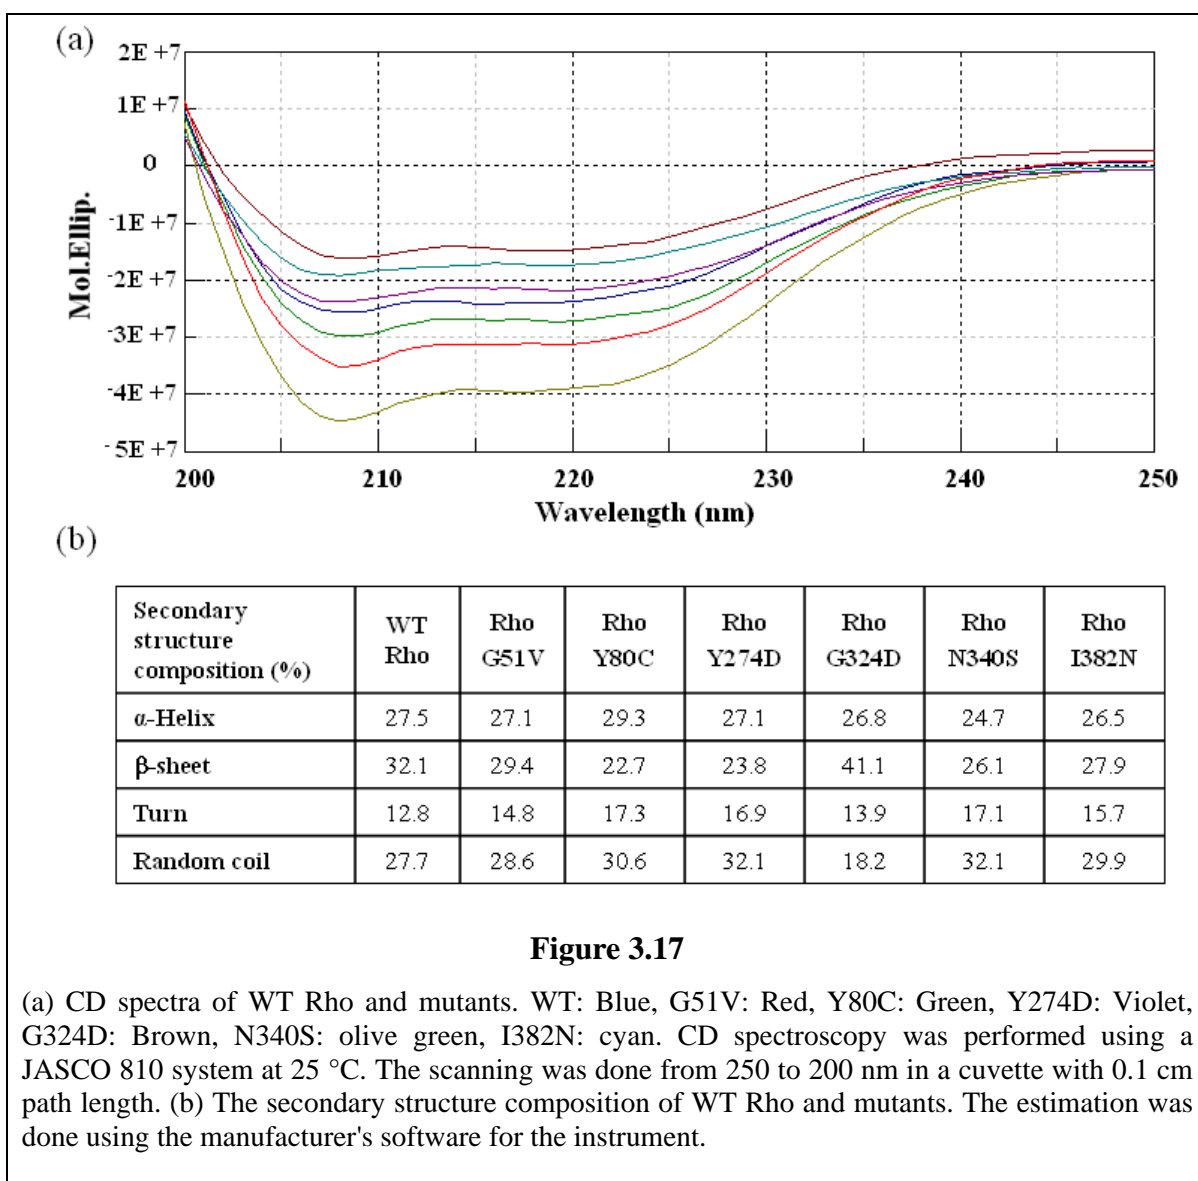 (a)
2E +7
1E +7
0
-1E +7
-2E +7
-3E +7
-4E +7
-5E +7
Mol.Ellip.
200 210 220 230 240 250
Wavelength (nm)
(b)
Secondary structure composition (%) WT Rho Rho G51V Rho Y80C Rho Y274D Rho G324D Rho N340S Rho I382N
α-Helix 27.5 27.1 29.3 27.1 26.8 24.7 26.5
β-sheet 32.1 29.4 22.7 23.8 41.1 26.1 27.9
Turn 12.8 14.8 17.3 16.9 13.9 17.1 15.7
Random coil 27.7 28.6 30.6 32.1 18.2 32.1 29.9
Figure 3.17
(a) CD spectra of WT Rho and mutants. WT: Blue, G51V: Red, Y80C: Green, Y274D: Violet,
G324D: Brown, N340S: olive green, I382N: cyan. CD spectroscopy was performed using a
JASCO 810 system at 25 °C. The scanning was done from 250 to 200 nm in a cuvette with 0.1 cm
path length. (b) The secondary structure composition of WT Rho and mutants. The estimation was
done using the manufacturer's software for the instrument.